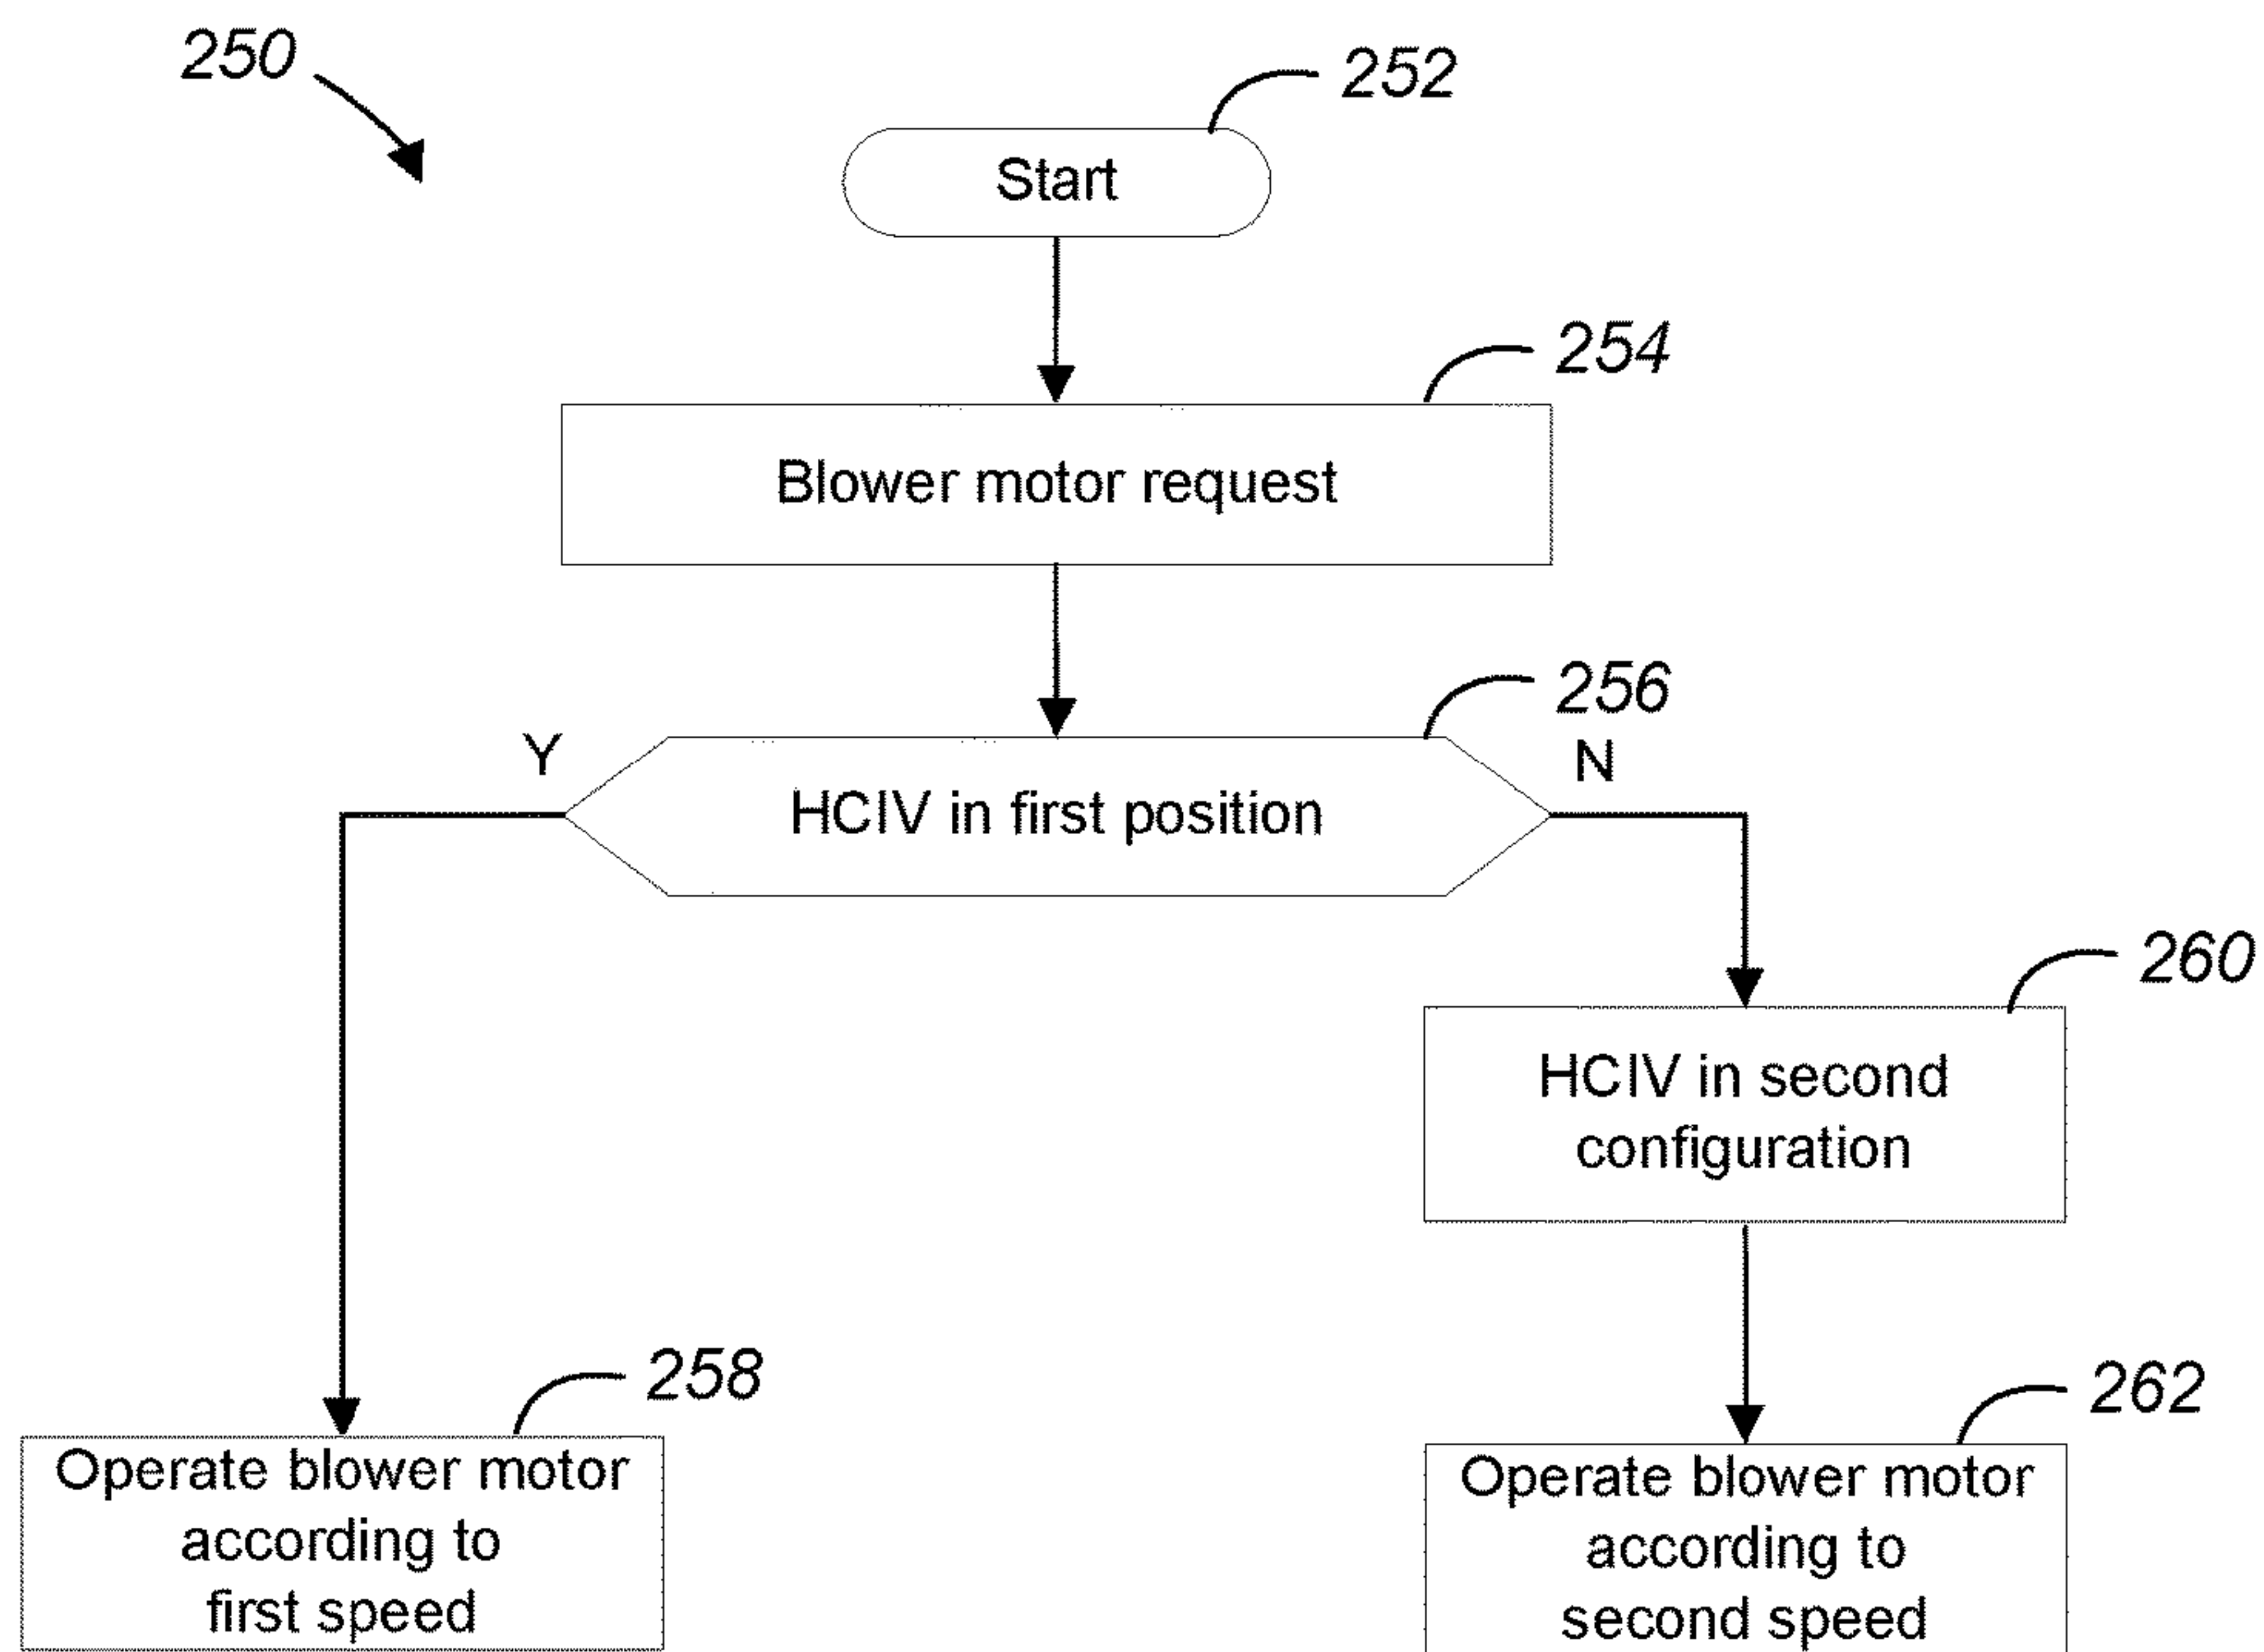 250
252
Start
254
Blower motor request
256
Y
N
HCIV in first position
260
HCIV in second
configuration
258
262
Operate blower motor
according to
first speed
Operate blower motor
according to
second speed